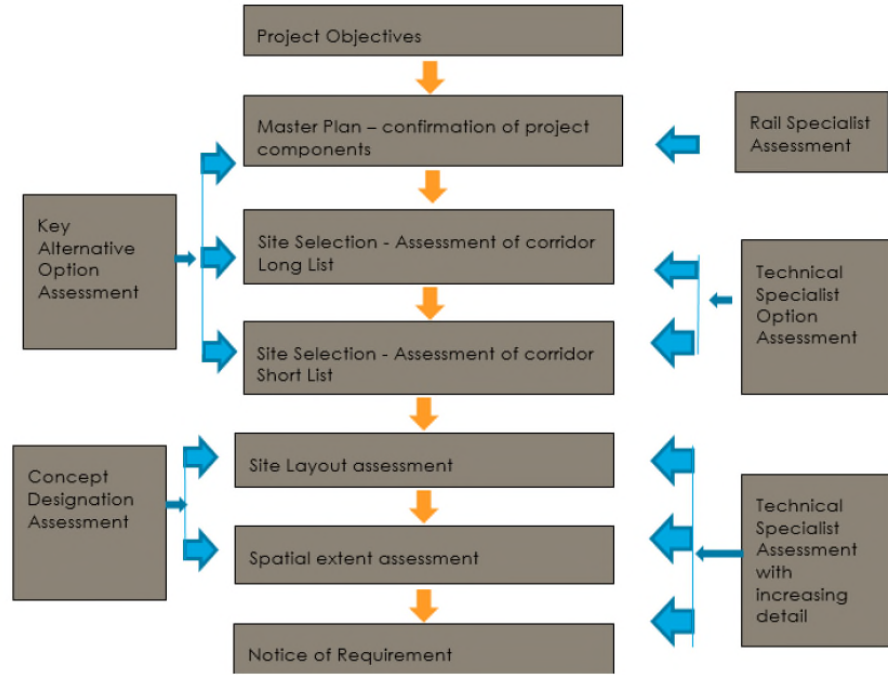 Project Objectives
Master Plan – confirmation of project
components
Rail Specialist
Assessment
Key
Alternative
Option
Assessment
Site Selection - Assessment of corridor
Long List
Technical
Specialist
Option
Assessment
Site Selection - Assessment of corridor
Short List
Concept
Designation
Assessment
Site Layout assessment
Technical
Specialist
Assessment
with
increasing
detail
Spatial extent assessment
Notice of Requirement